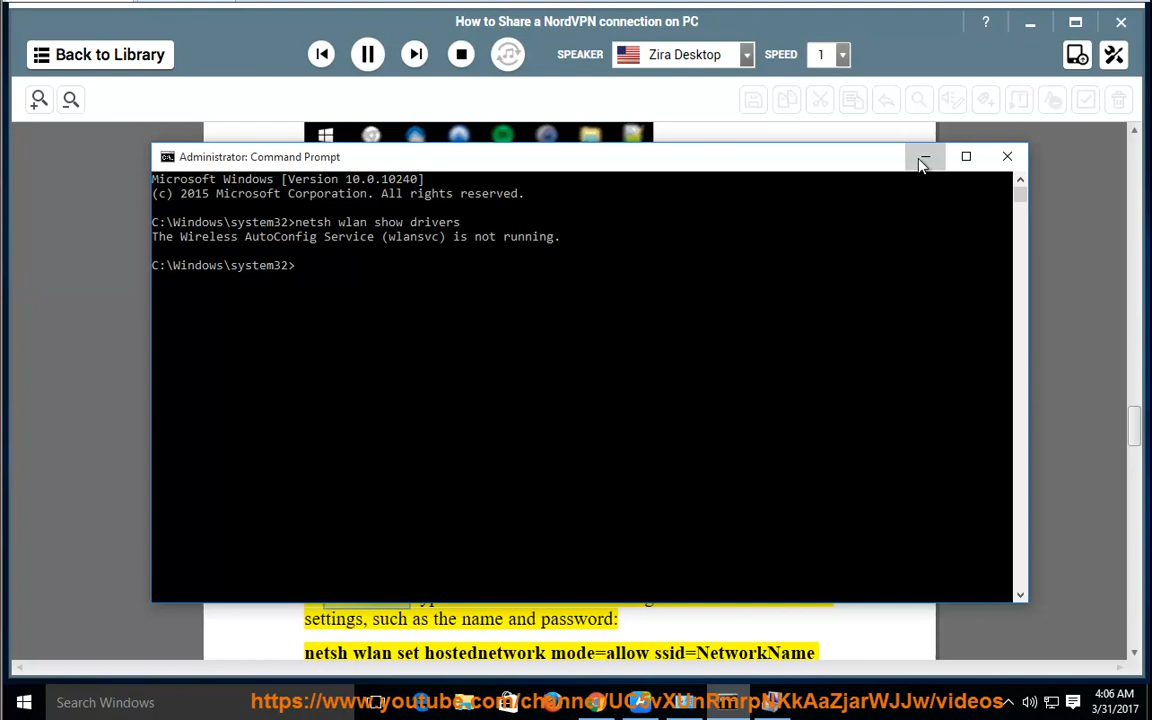 How to Share a NordVPN connection on PC
?
Back to Library
SPEAKER
Zira Desktop
SPEED
1
Administrator: Command Prompt
Microsoft Windows [Version 10.0.10240]
(c) 2015 Microsoft Corporation. All rights reserved.
C:\Windows\system32>netsh wlan show drivers
The Wireless AutoConfig Service (wlansvc) is not running.
C:\Windows\system32>
settings, such as the name and password:
netsh wlan set hostednetwork mode=allow ssid=NetworkName
Search Windows
4:06 AM
3/31/2017